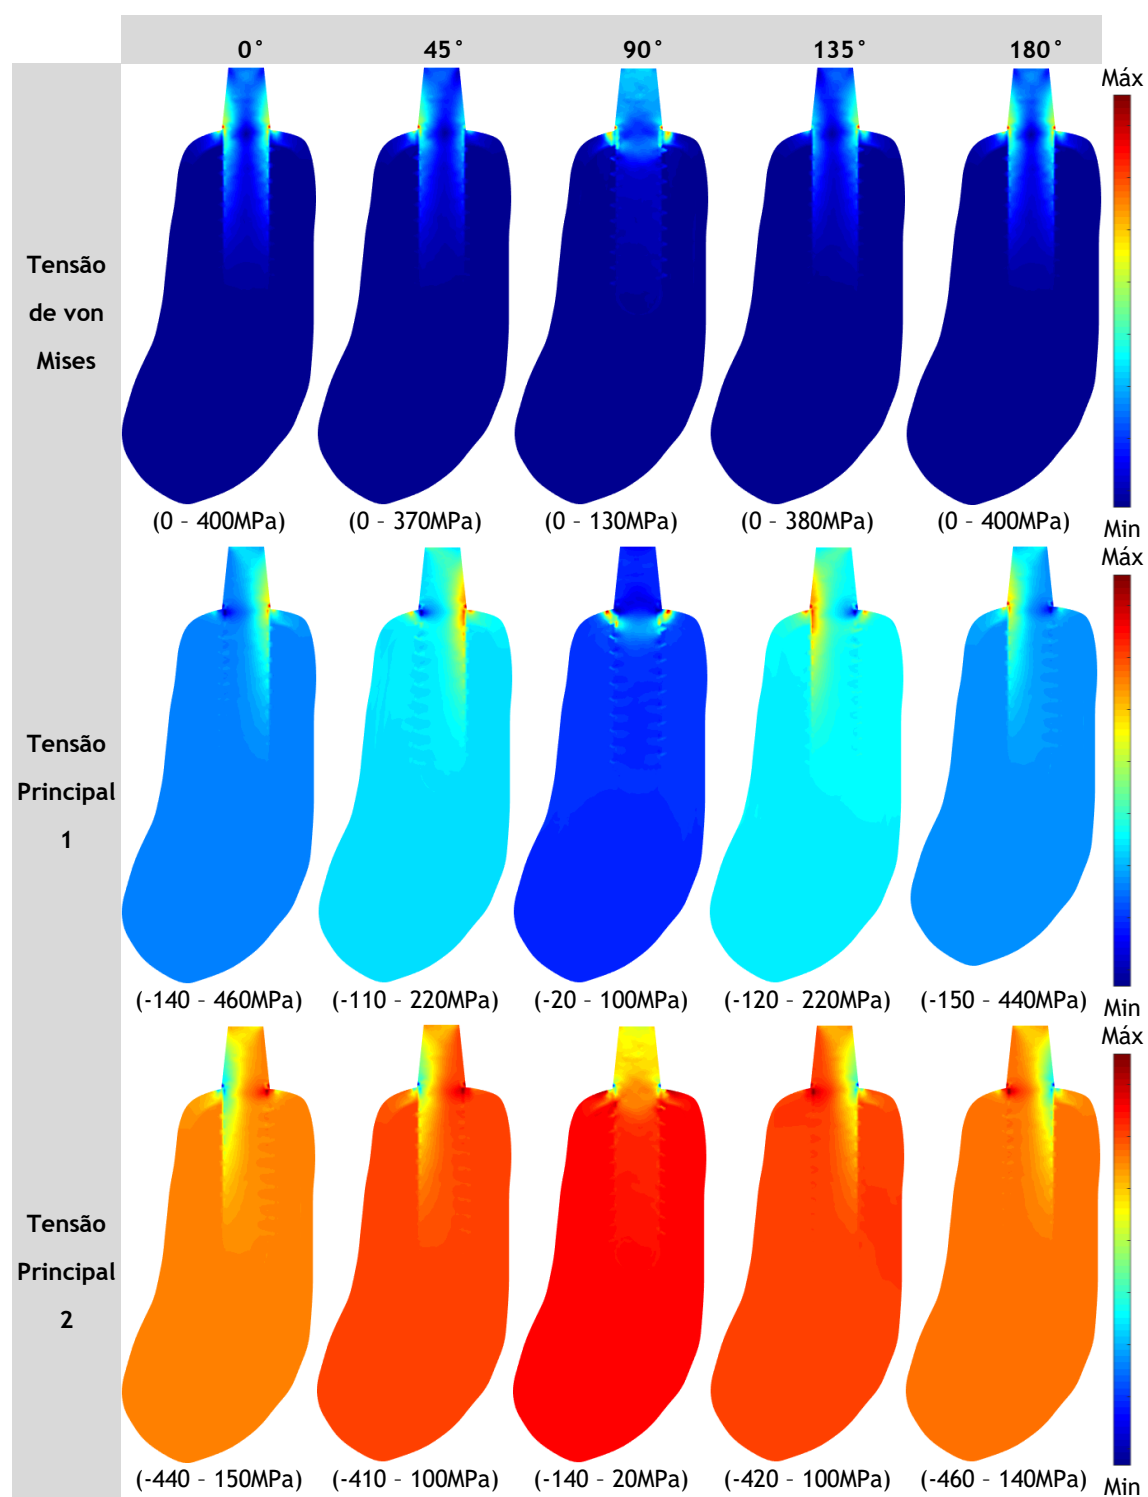 0° 45° 90° 135° 180°
Máx
Tensão
de von
Mises
(0 – 400MPa) (0 – 370MPa) (0 – 130MPa) (0 – 380MPa) (0 – 400MPa)
Min
Máx
Tensão
Principal
1
(-140 – 460MPa) (-110 – 220MPa) (-20 – 100MPa) (-120 – 220MPa) (-150 – 440MPa)
Min
Máx
Tensão
Principal
2
(-440 – 150MPa) (-410 – 100MPa) (-140 – 20MPa) (-420 – 100MPa) (-460 – 140MPa)
Min